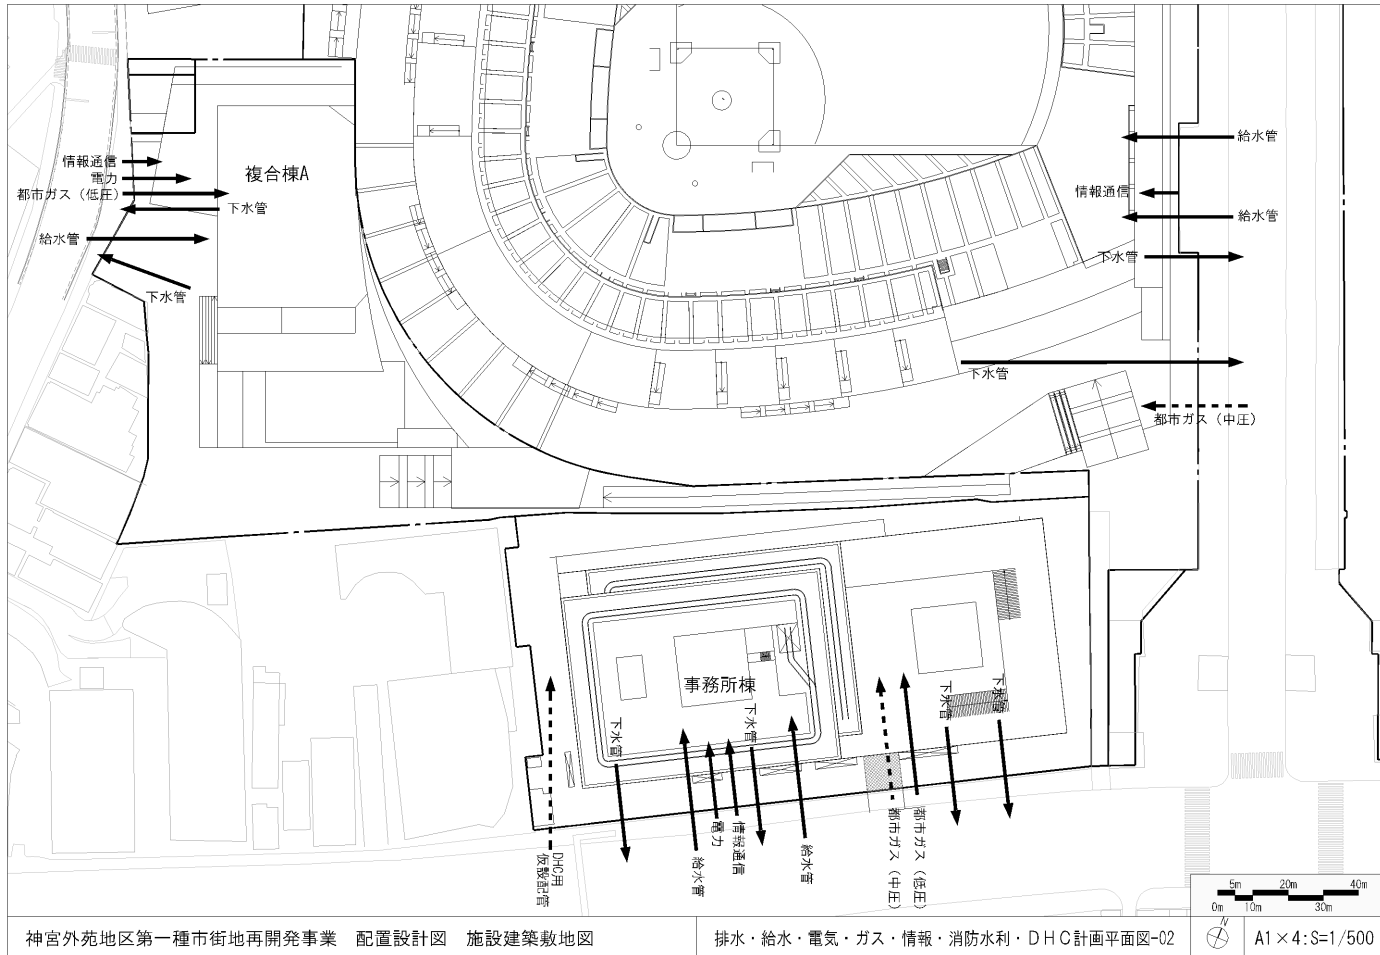 情報通信
電力
都市ガス（低圧）
下水管
給水管
下水管
複合棟A
給水管
情報通信
給水管
下水管
下水管
都市ガス（中圧）
事務所棟
下水管
下水管
下水管
下水管
DHC用
仮設配管
給水管
電力
情報通信
給水管
都市ガス（中圧）
都市ガス（低圧）
5m 20m 40m
0m 10m 30m
神宮外苑地区第一種市街地再開発事業 配置設計図 施設建築敷地図
排水・給水・電気・ガス・情報・消防水利・ＤＨＣ計画平面図-02
N
A1×4:S=1/500